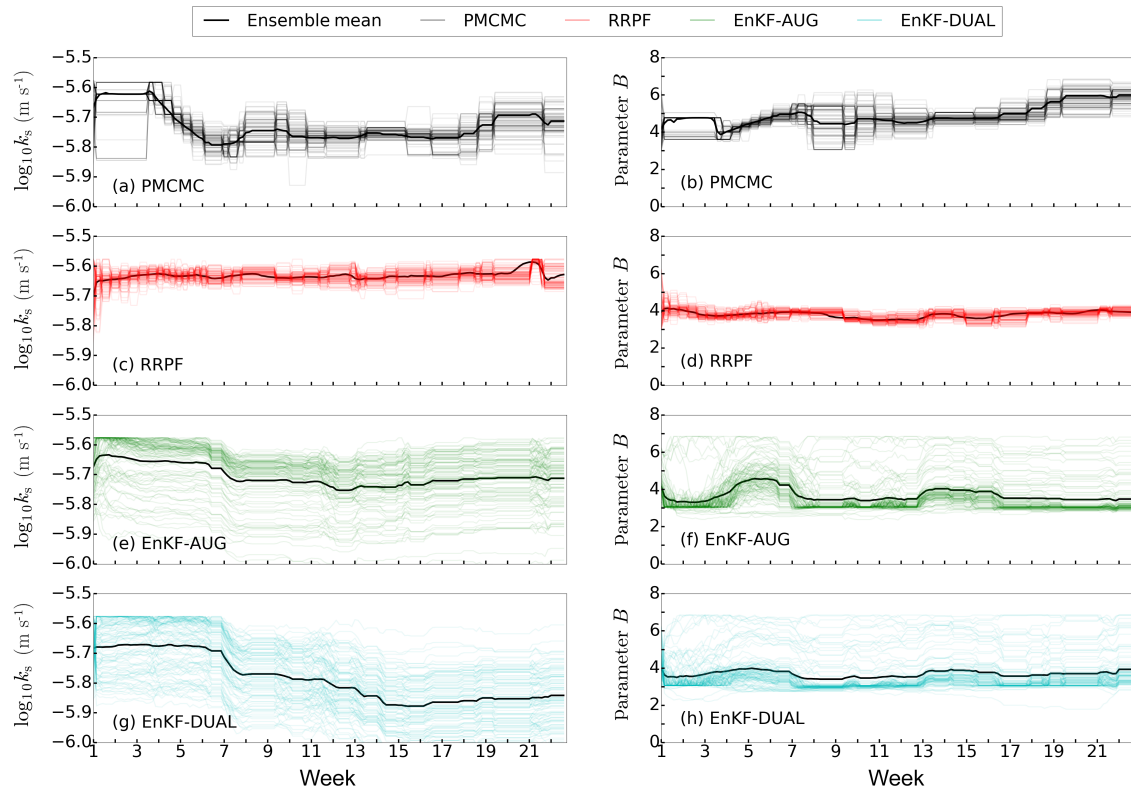 Ensemble mean PMCMC RRPF EnKF-AUG EnKF-DUAL
log₁₀kₛ (m s⁻¹)
−5.5
−5.6
−5.7
−5.8
−5.9
−6.0
(a) PMCMC
Parameter B
8
6
4
2
0
(b) PMCMC
log₁₀kₛ (m s⁻¹)
−5.5
−5.6
−5.7
−5.8
−5.9
−6.0
(c) RRPF
Parameter B
8
6
4
2
0
(d) RRPF
log₁₀kₛ (m s⁻¹)
−5.5
−5.6
−5.7
−5.8
−5.9
−6.0
(e) EnKF-AUG
Parameter B
8
6
4
2
0
(f) EnKF-AUG
log₁₀kₛ (m s⁻¹)
−5.5
−5.6
−5.7
−5.8
−5.9
−6.0
(g) EnKF-DUAL
1 3 5 7 9 11 13 15 17 19 21
Week
Parameter B
8
6
4
2
0
(h) EnKF-DUAL
1 3 5 7 9 11 13 15 17 19 21
Week